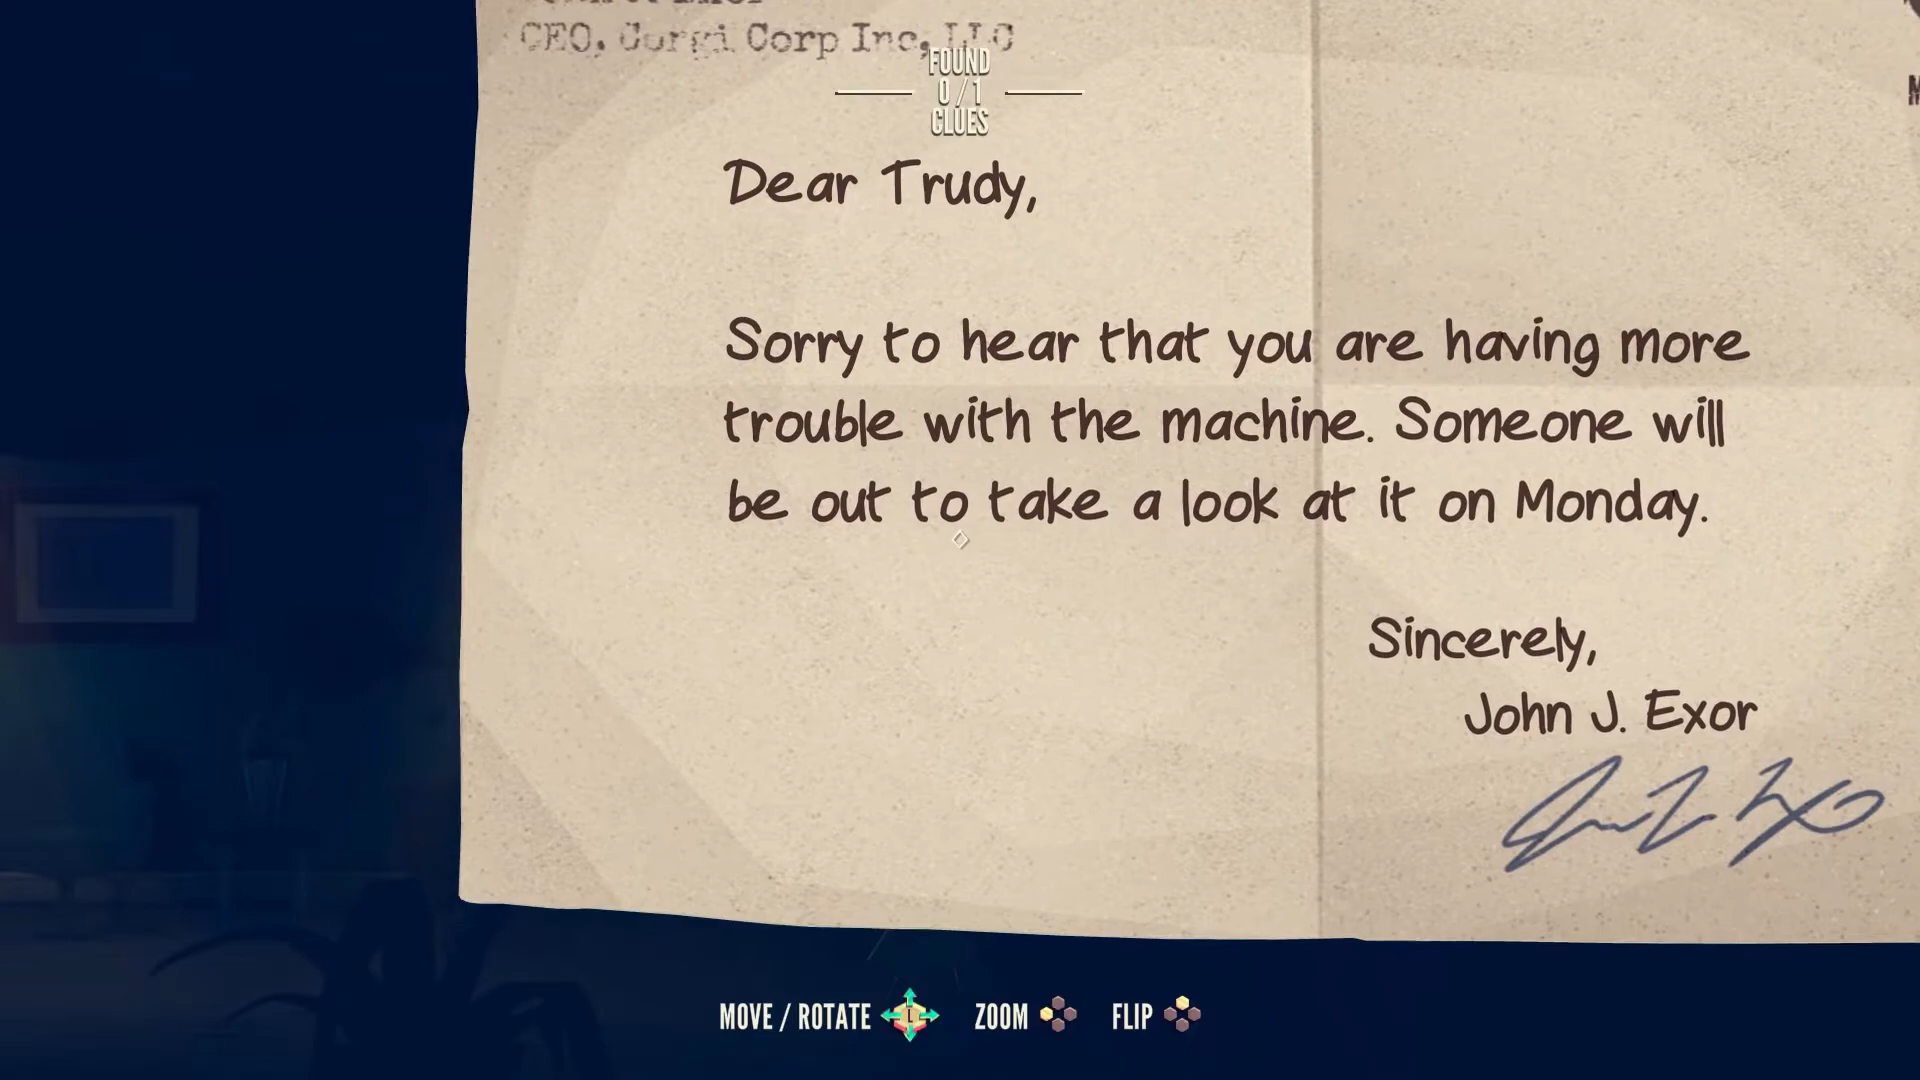 CEO, Corgi Corp Inc, LLC
FOUND
0/1
CLUES
Dear Trudy,
Sorry to hear that you are having more
trouble with the machine. Someone will
be out to take a look at it on Monday.
Sincerely,
John J. Exor
MOVE / ROTATE L ZOOM FLIP